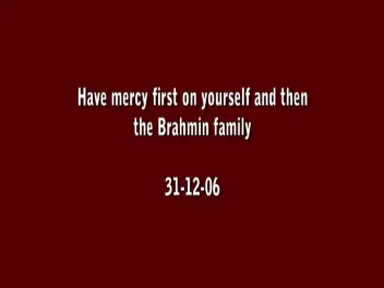 Have mercy first on yourself and then
the Brahmin family
31-12-06